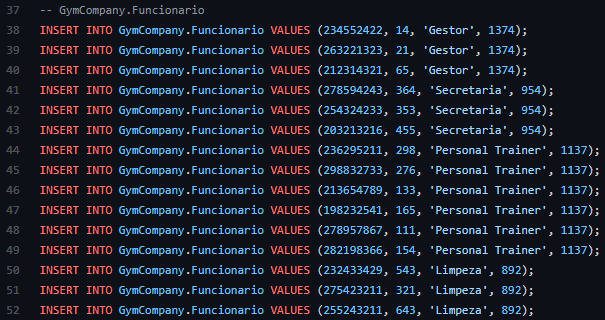 37 -- GymCompany.Funcionario
38 INSERT INTO GymCompany.Funcionario VALUES (234552422, 14, 'Gestor', 1374);
39 INSERT INTO GymCompany.Funcionario VALUES (263221323, 21, 'Gestor', 1374);
40 INSERT INTO GymCompany.Funcionario VALUES (212314321, 65, 'Gestor', 1374);
41 INSERT INTO GymCompany.Funcionario VALUES (278594243, 364, 'Secretaria', 954);
42 INSERT INTO GymCompany.Funcionario VALUES (254324233, 353, 'Secretaria', 954);
43 INSERT INTO GymCompany.Funcionario VALUES (203213216, 455, 'Secretaria', 954);
44 INSERT INTO GymCompany.Funcionario VALUES (236295211, 298, 'Personal Trainer', 1137);
45 INSERT INTO GymCompany.Funcionario VALUES (298832733, 276, 'Personal Trainer', 1137);
46 INSERT INTO GymCompany.Funcionario VALUES (213654789, 133, 'Personal Trainer', 1137);
47 INSERT INTO GymCompany.Funcionario VALUES (198232541, 165, 'Personal Trainer', 1137);
48 INSERT INTO GymCompany.Funcionario VALUES (278957867, 111, 'Personal Trainer', 1137);
49 INSERT INTO GymCompany.Funcionario VALUES (282198366, 154, 'Personal Trainer', 1137);
50 INSERT INTO GymCompany.Funcionario VALUES (232433429, 543, 'Limpeza', 892);
51 INSERT INTO GymCompany.Funcionario VALUES (275423211, 321, 'Limpeza', 892);
52 INSERT INTO GymCompany.Funcionario VALUES (255243211, 643, 'Limpeza', 892);